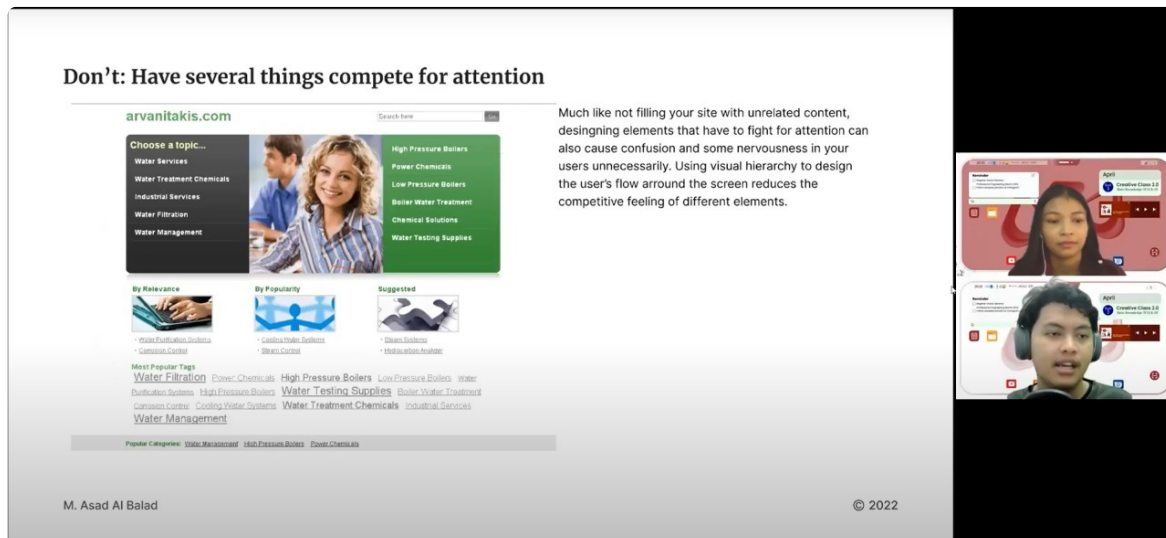 Don’t: Have several things compete for attention
arvanitakis.com
Search here
Choose a topic...
Water Services
Water Treatment Chemicals
Industrial Services
Water Filtration
Water Management
High Pressure Boilers
Power Chemicals
Low Pressure Boilers
Boiler Water Treatment
Chemical Solutions
Water Testing Supplies
By Relevance
Water Purification Systems
Corrosion Control
By Popularity
Cooling Water Systems
Steam Control
Suggested
Steam Systems
Hydrocarbon Analyzer
Most Popular Tags
Water Filtration Power Chemicals High Pressure Boilers Low Pressure Boilers Water
Purification Systems High Pressure Boilers Water Testing Supplies Boiler Water Treatment
Corrosion Control Cooling Water Systems Water Treatment Chemicals Industrial Services
Water Management
Popular Categories: Water Management High Pressure Boilers Power Chemicals
Much like not filling your site with unrelated content,
desingning elements that have to fight for attention can
also cause confusion and some nervousness in your
users unnecessarily. Using visual hierarchy to design
the user’s flow arround the screen reduces the
competitive feeling of different elements.
M. Asad Al Balad
© 2022
Reminder
April
Creative Class 2.0
Reminder
April
Creative Class 2.0